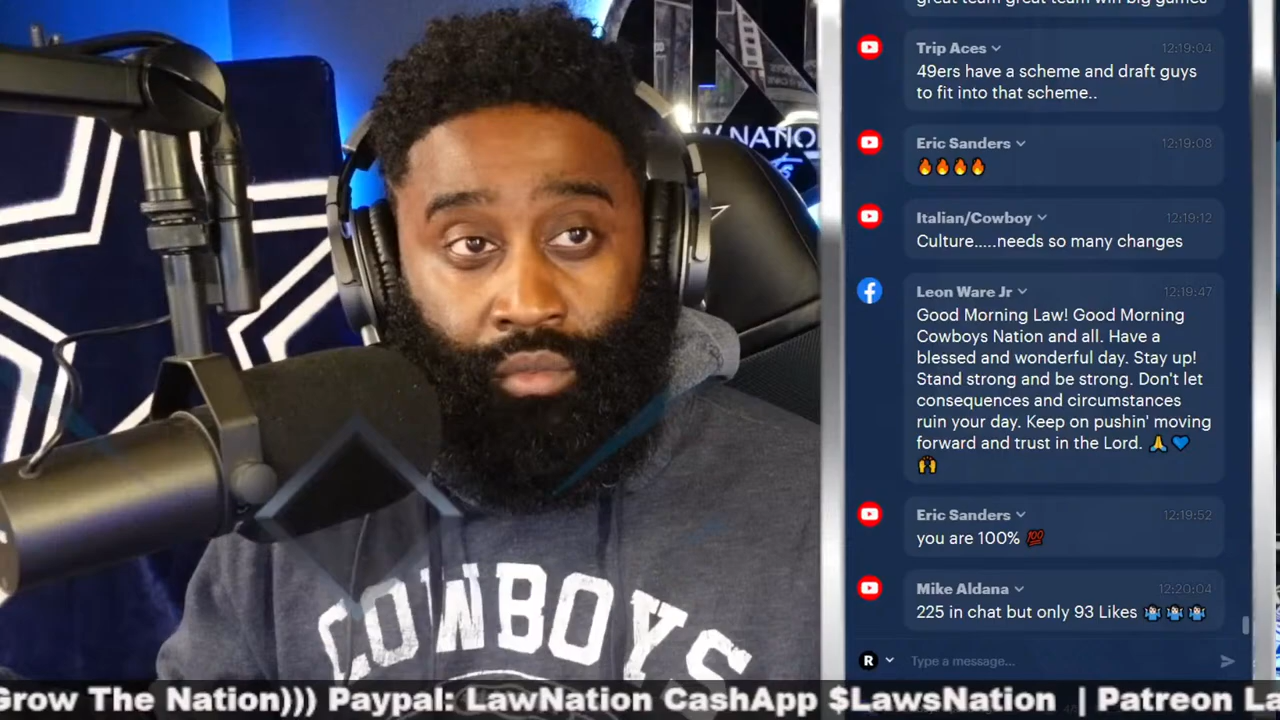 great team great team win big games
Trip Aces
12:19:04
49ers have a scheme and draft guys
to fit into that scheme..
Eric Sanders
12:19:08
🔥🔥🔥🔥
Italian/Cowboy
12:19:12
Culture.....needs so many changes
Leon Ware Jr
12:19:47
Good Morning Law! Good Morning
Cowboys Nation and all. Have a
blessed and wonderful day. Stay up!
Stand strong and be strong. Don't let
consequences and circumstances
ruin your day. Keep on pushin' moving
forward and trust in the Lord. 🙏💙
🙌
Eric Sanders
12:19:52
you are 100% 💯
Mike Aldana
12:20:04
225 in chat but only 93 Likes 🤷🏻‍♂️🤷🏻‍♂️🤷🏻‍♂️
R
Type a message...
NATIO
COWBOYS
Grow The Nation))) Paypal: LawNation CashApp $LawsNation | Patreon La